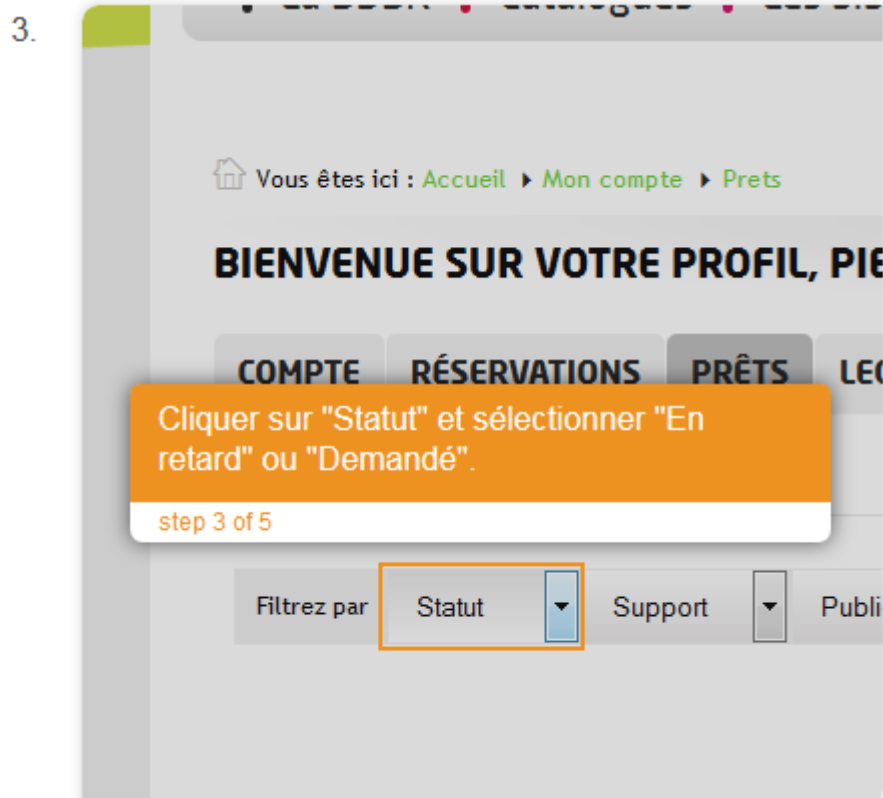 3.
Vous êtes ici : Accueil ▸ Mon compte ▸ Prets
BIENVENUE SUR VOTRE PROFIL,
COMPTE RÉSERVATIONS PRÊTS
Cliquer sur "Statut" et sélectionner "En
retard" ou "Demandé".
step 3 of 5
Filtrez par Statut Support